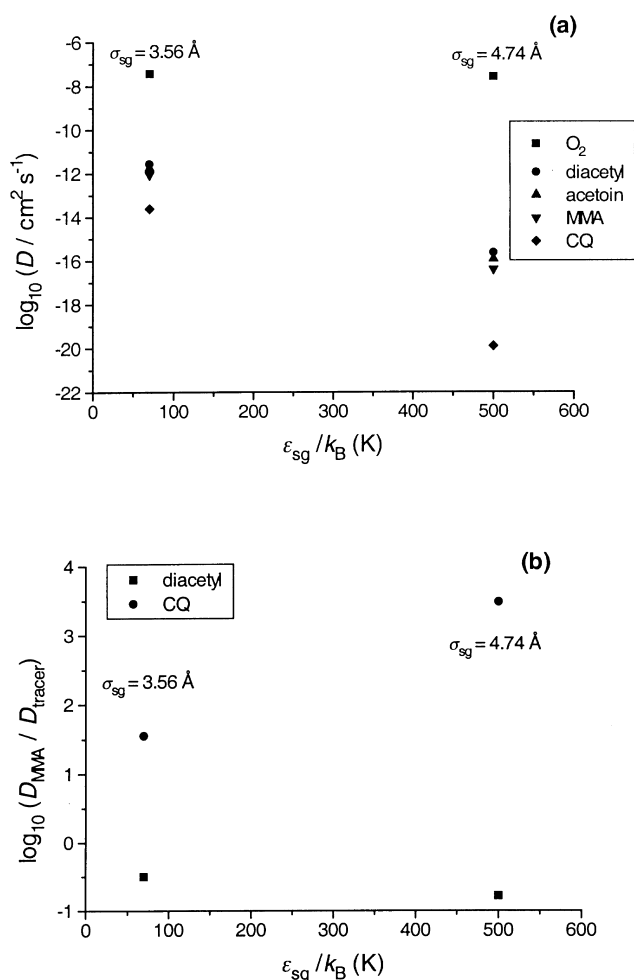 (a)
-6
σsg = 3.56 Å
σsg = 4.74 Å
-8
-10
-12
-14
-16
-18
-20
-22
log10 (D / cm² s⁻¹)
O2
diacetyl
acetoin
MMA
CQ
0 100 200 300 400 500 600
εsg /kB (K)
(b)
4
3
2
1
0
-1
log10 (DMMA / Dtracer)
diacetyl
CQ
σsg = 4.74 Å
σsg = 3.56 Å
0 100 200 300 400 500 600
εsg /kB (K)